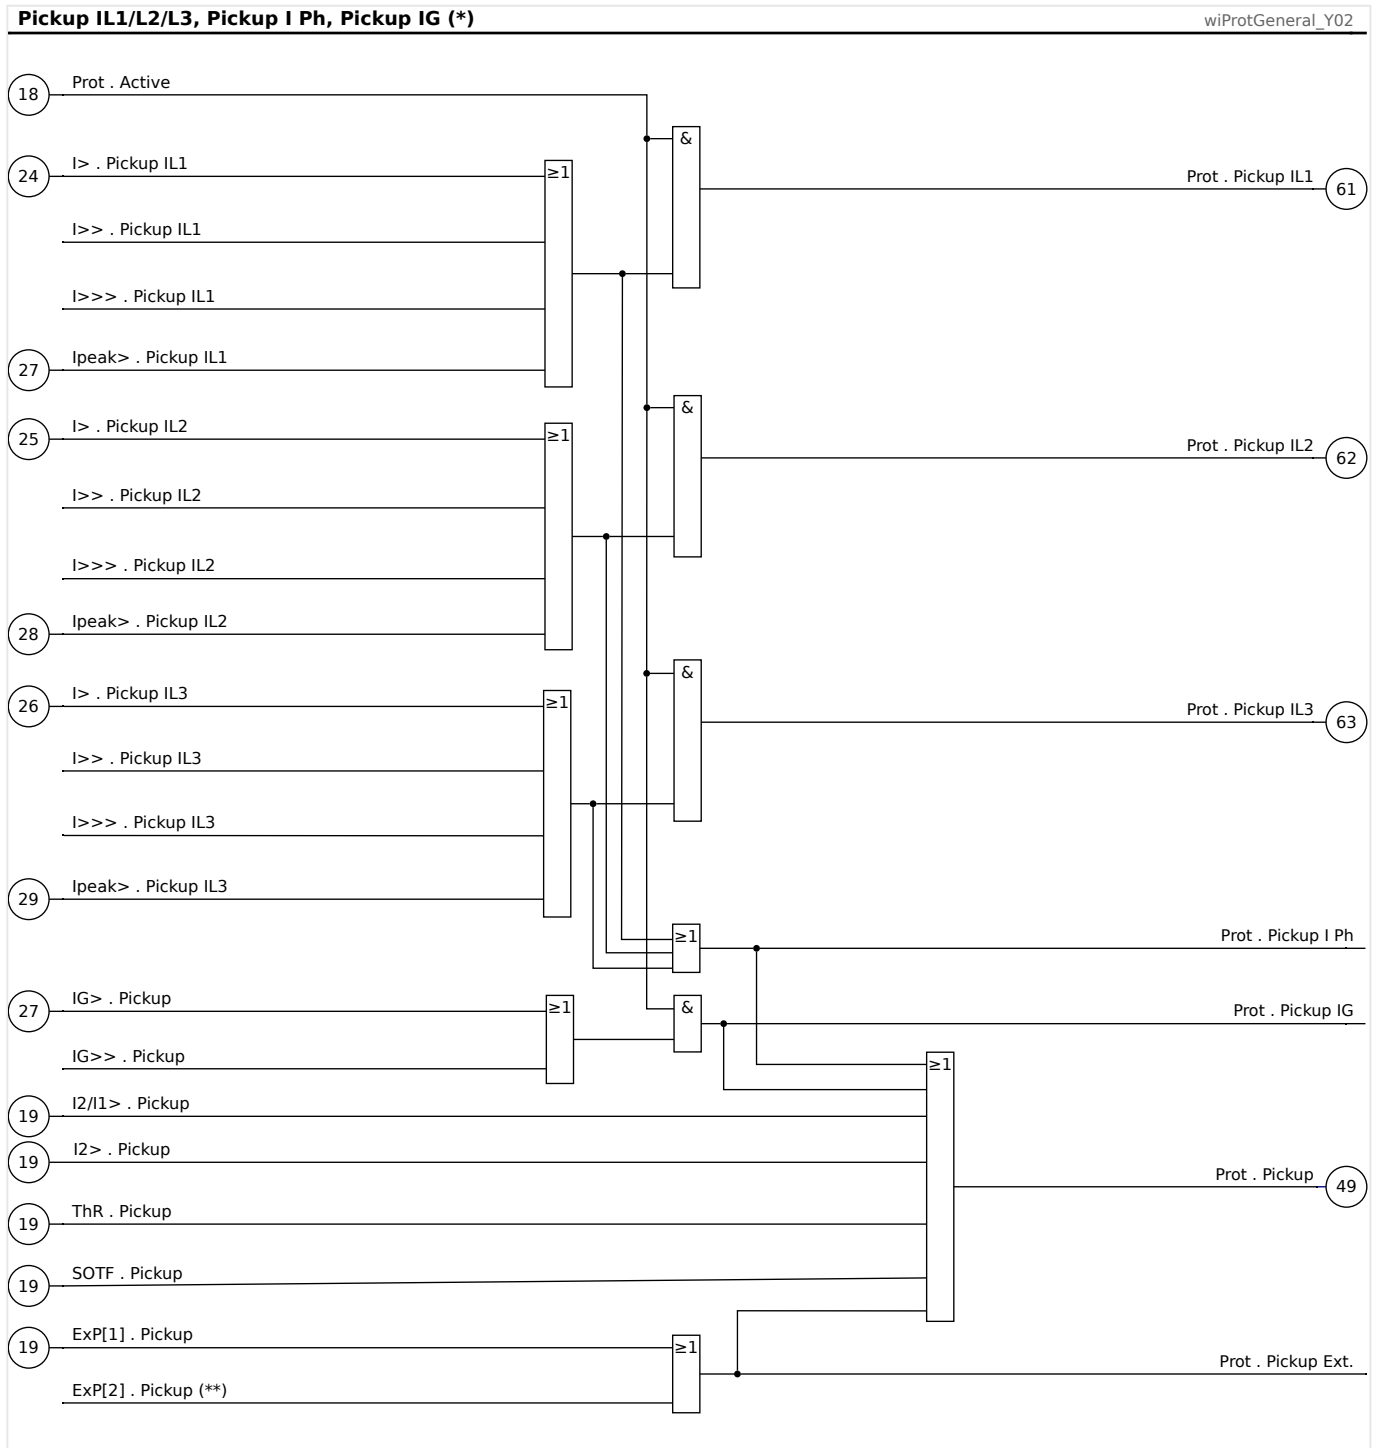 Pickup IL1/L2/L3, Pickup I Ph, Pickup IG (*)
wiProtGeneral_Y02
18
Prot . Active
&
24
I> . Pickup IL1
≥1
Prot . Pickup IL1
61
I>> . Pickup IL1
I>>> . Pickup IL1
27
Ipeak> . Pickup IL1
&
25
I> . Pickup IL2
≥1
Prot . Pickup IL2
62
I>> . Pickup IL2
I>>> . Pickup IL2
28
Ipeak> . Pickup IL2
&
26
I> . Pickup IL3
≥1
Prot . Pickup IL3
63
I>> . Pickup IL3
I>>> . Pickup IL3
29
Ipeak> . Pickup IL3
≥1
Prot . Pickup I Ph
27
IG> . Pickup
≥1
&
Prot . Pickup IG
IG>> . Pickup
≥1
19
I2/I1> . Pickup
19
I2> . Pickup
Prot . Pickup
49
19
ThR . Pickup
19
SOTF . Pickup
19
ExP[1] . Pickup
≥1
Prot . Pickup Ext.
ExP[2] . Pickup (**)